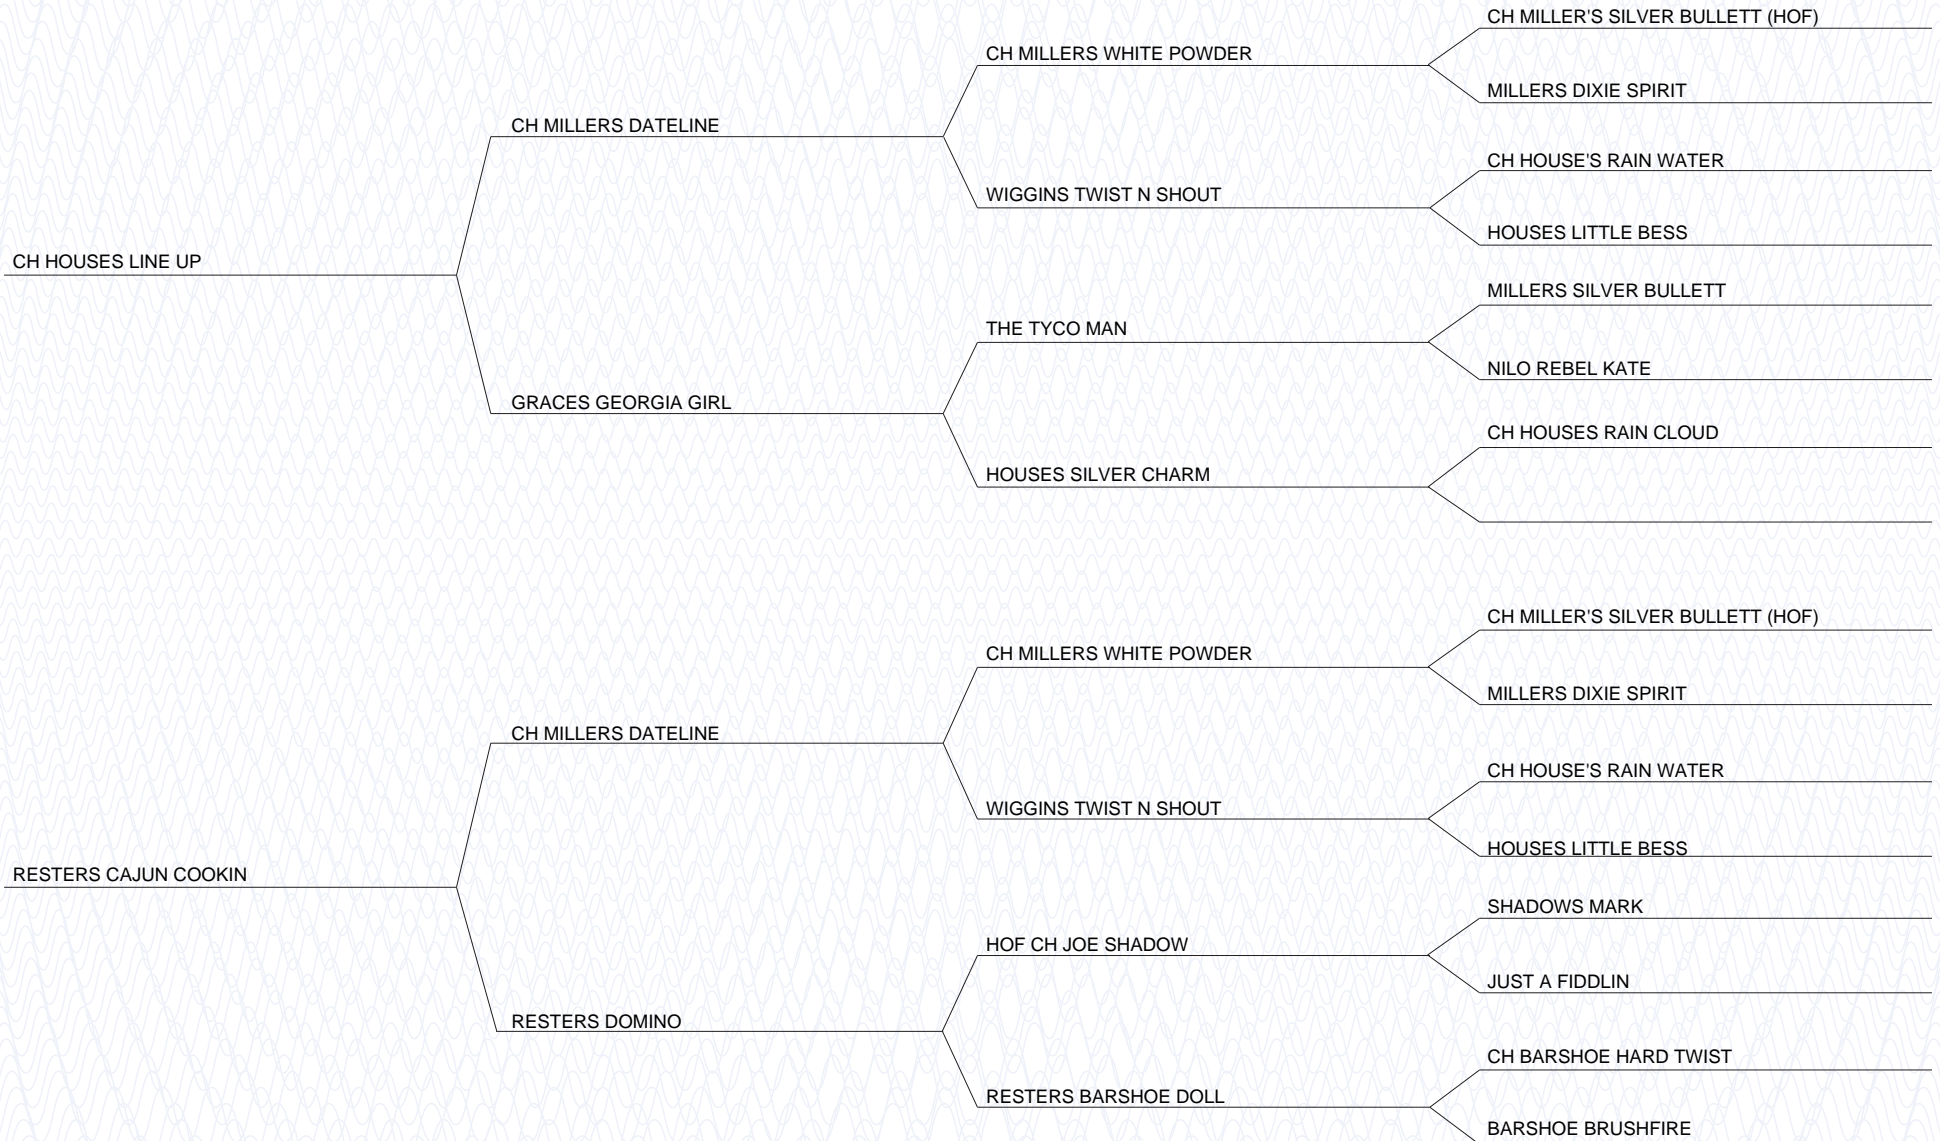 CH MILLER'S SILVER BULLETT (HOF)
CH MILLERS WHITE POWDER
MILLERS DIXIE SPIRIT
CH MILLERS DATELINE
CH HOUSE'S RAIN WATER
WIGGINS TWIST N SHOUT
HOUSES LITTLE BESS
CH HOUSES LINE UP
MILLERS SILVER BULLETT
THE TYCO MAN
NILO REBEL KATE
GRACES GEORGIA GIRL
CH HOUSES RAIN CLOUD
HOUSES SILVER CHARM
CH MILLER'S SILVER BULLETT (HOF)
CH MILLERS WHITE POWDER
MILLERS DIXIE SPIRIT
CH MILLERS DATELINE
CH HOUSE'S RAIN WATER
WIGGINS TWIST N SHOUT
HOUSES LITTLE BESS
RESTERS CAJUN COOKIN
SHADOWS MARK
HOF CH JOE SHADOW
JUST A FIDDLIN
RESTERS DOMINO
CH BARSHOE HARD TWIST
RESTERS BARSHOE DOLL
BARSHOE BRUSHFIRE